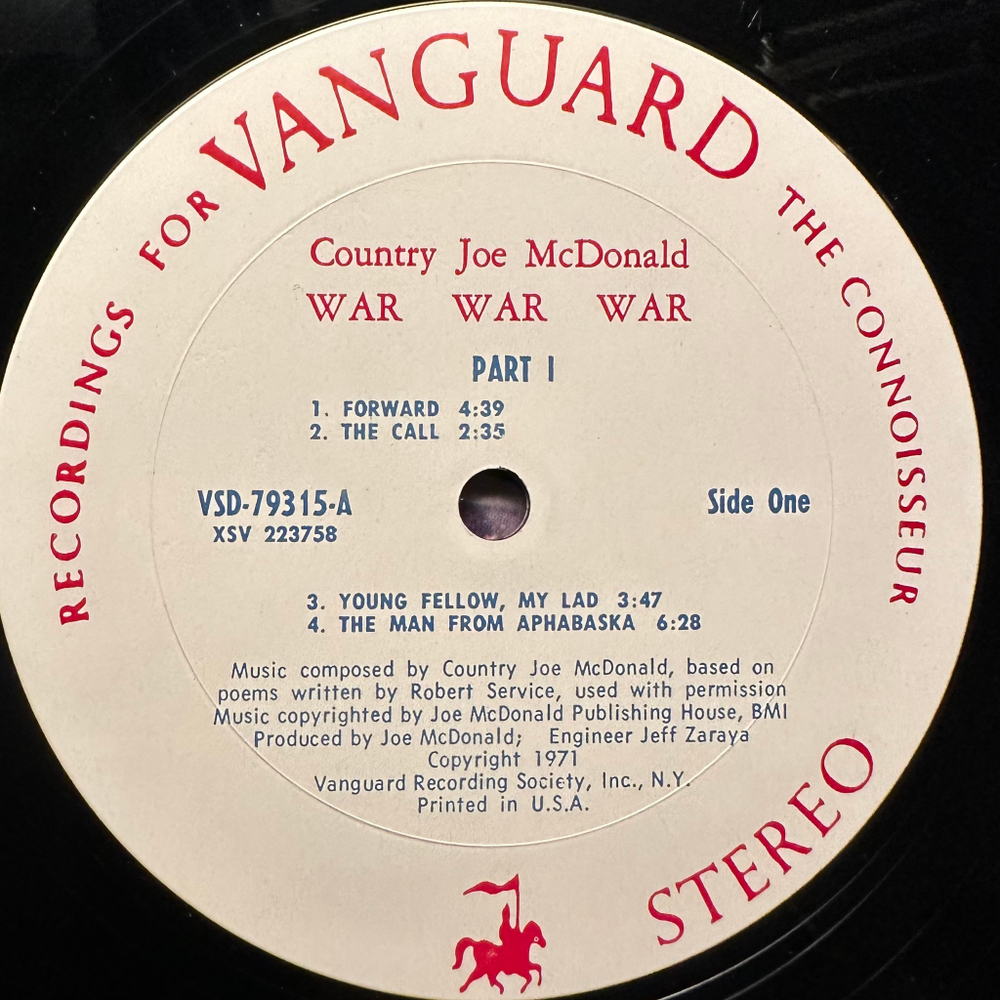 RECORDINGS FOR VANGUARD THE CONNOISSEUR
Country Joe McDonald
WAR WAR WAR
PART I
1. FORWARD 4:39
2. THE CALL 2:35
VSD-79315-A
XSV 223758
Side One
3. YOUNG FELLOW, MY LAD 3:47
4. THE MAN FROM APHABASKA 6:28
Music composed by Country Joe McDonald, based on
poems written by Robert Service, used with permission
Music copyrighted by Joe McDonald Publishing House, BMI
Produced by Joe McDonald; Engineer Jeff Zaraya
Copyright 1971
Vanguard Recording Society, Inc., N.Y.
Printed in U.S.A.
STEREO